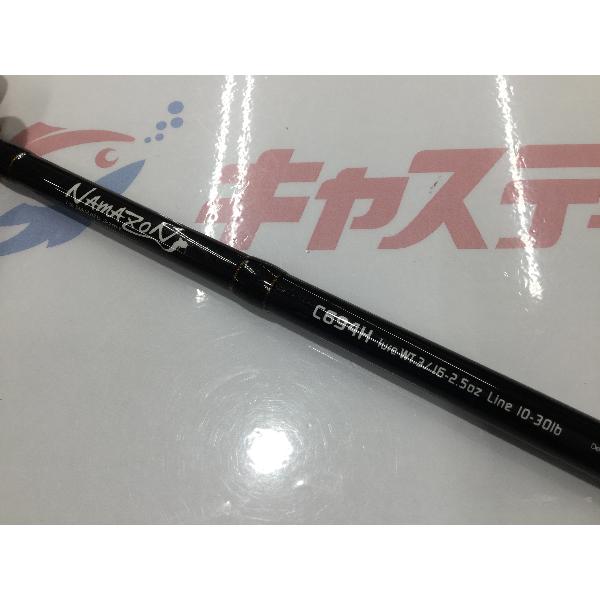 キャステ
NAMAZON
C694H lure WT.3/16-2.5oz Line 10-30lb